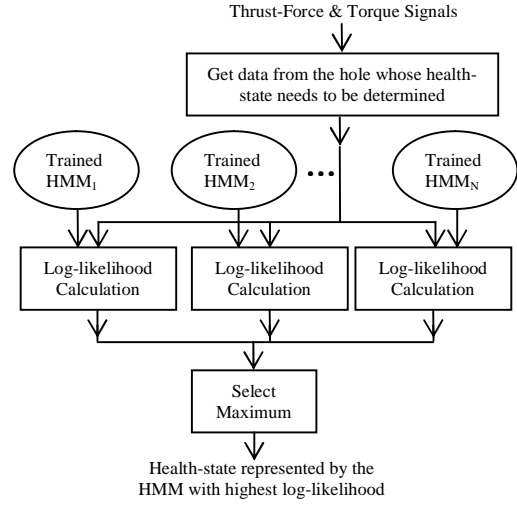 Thrust-Force & Torque Signals
Get data from the hole whose health-
state needs to be determined
Trained
HMM₁
Trained
HMM₂
...
Trained
HMM_N
Log-likelihood
Calculation
Log-likelihood
Calculation
Log-likelihood
Calculation
Select
Maximum
Health-state represented by the
HMM with highest log-likelihood